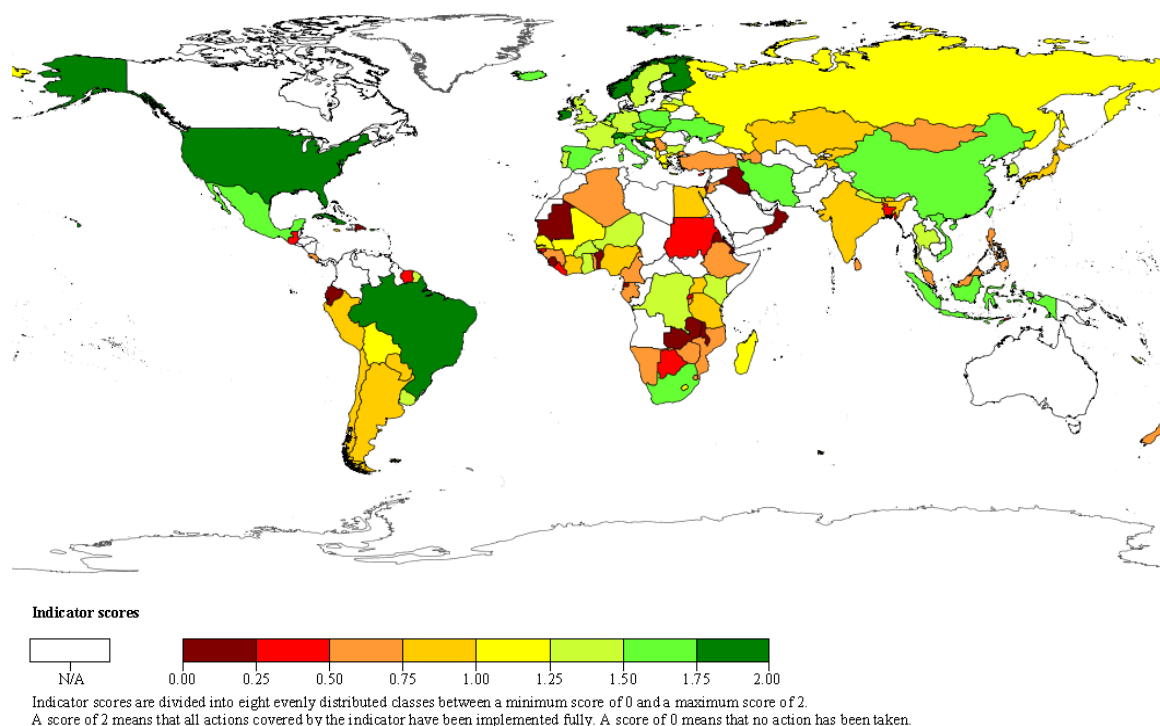 Indicator scores
N/A
0.00 0.25 0.50 0.75 1.00 1.25 1.50 1.75 2.00
Indicator scores are divided into eight evenly distributed classes between a minimum score of 0 and a maximum score of 2.
A score of 2 means that all actions covered by the indicator have been implemented fully. A score of 0 means that no action has been taken.